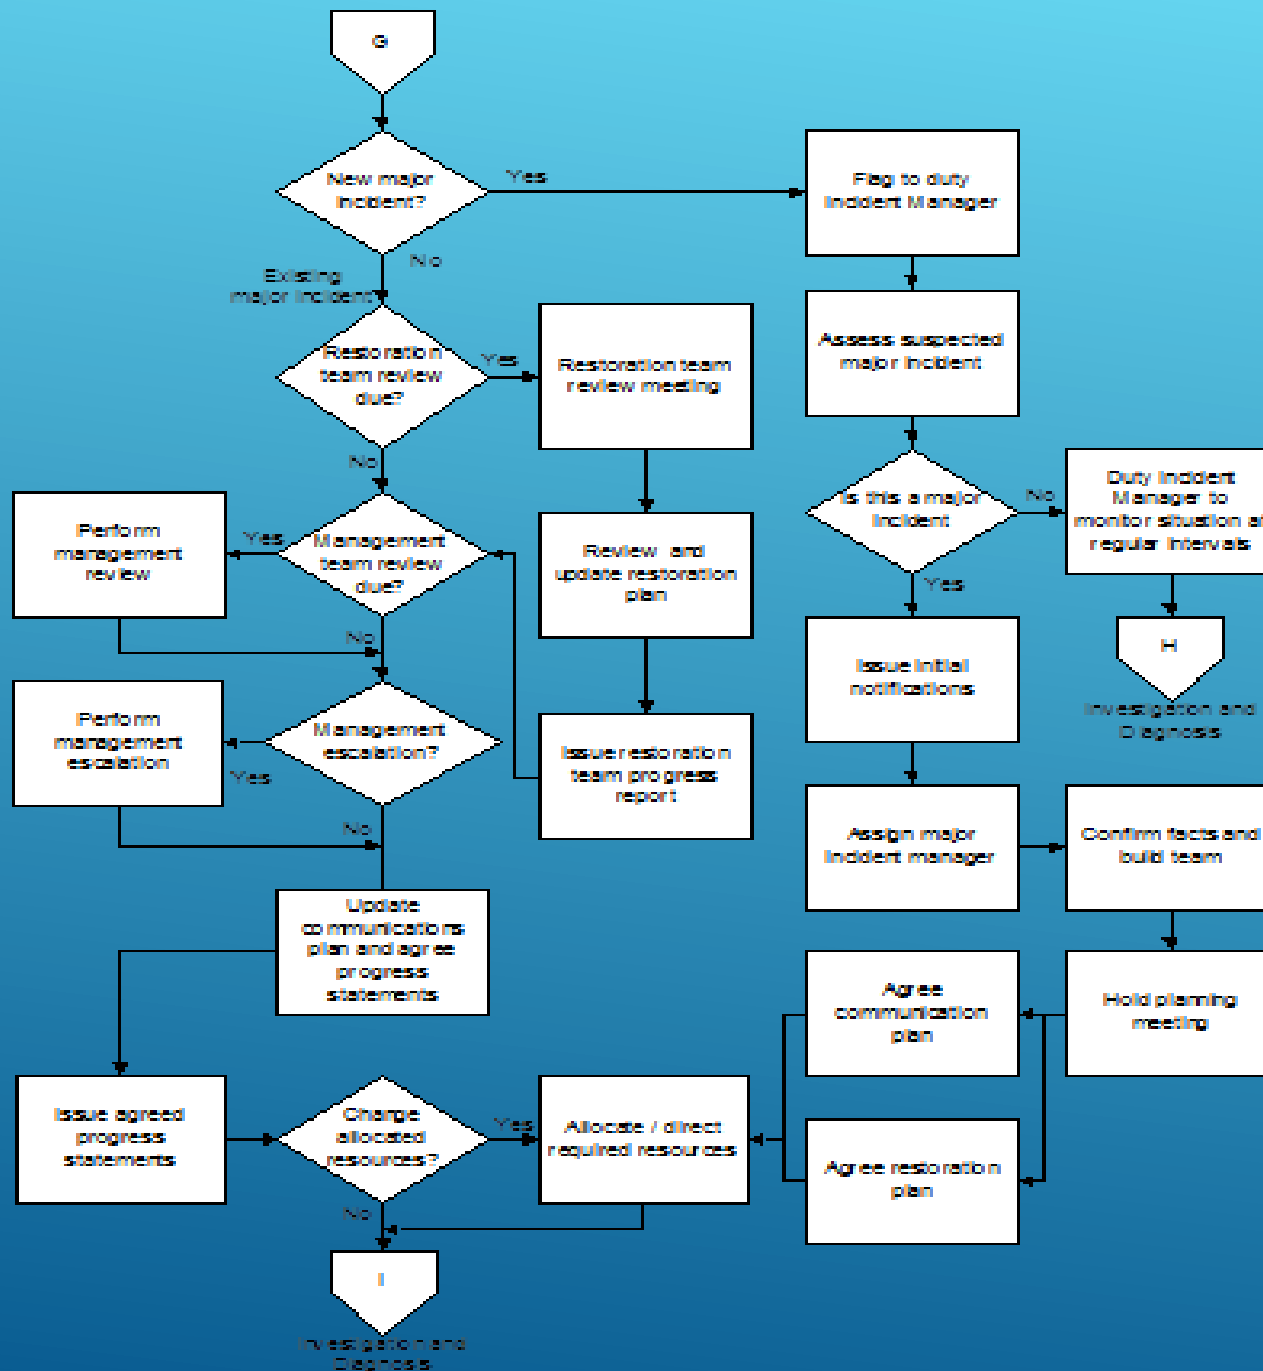 G
New major
incident?
Yes
Flag to duty
Incident Manager
No
Existing
major incident
Restoration
team review
due?
Yes
Restoration team
review meeting
Assess suspected
major incident
No
Is this a major
incident
No
Duty Incident
Manager to
monitor situation at
regular intervals
Perform
management
review
Yes
Management
team review
due?
Review and
update restoration
plan
Yes
No
Issue initial
notifications
H
Investigation and
Diagnosis
Perform
management
escalation
Yes
Management
escalation?
Issue restoration
team progress
report
No
Assign major
incident manager
Confirm facts and
build team
Update
communications
plan and agree
progress
statements
Agree
communication
plan
Hold planning
meeting
Issue agreed
progress
statements
Change
allocated
resources?
Yes
Allocate / direct
required resources
Agree restoration
plan
No
I
Investigation and
Diagnosis